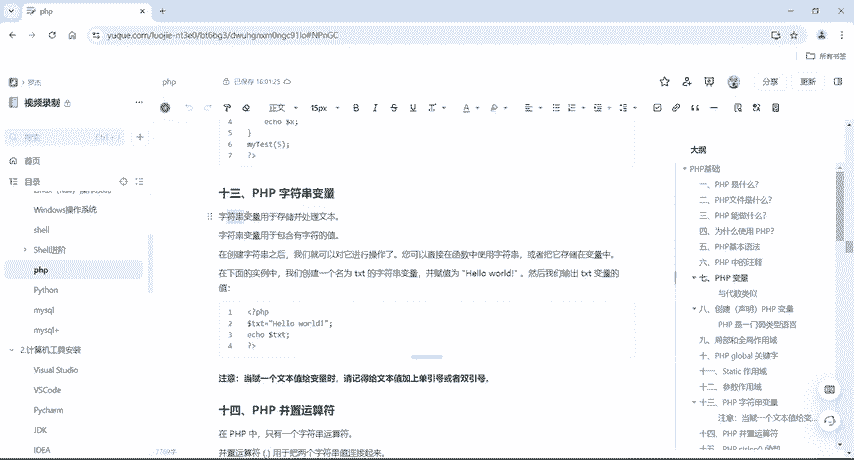 php
yuque.com/luojie-nt3e0/bt6bg3/dwuhgnxm0ngc91lo#NPnGC
所有书签
罗杰
php
已保存 16:01:25
分享
更新
视频录制
正文
15px
搜索
首页
目录
Windows操作系统
shell
Shell进阶
php
Python
mysql
mysql+
2.计算机工具安装
Visual Studio
VSCode
Pycharm
JDK
IDEA
4 echo $x;
5 }
6 myTest(5);
7 ?>
十三、PHP 字符串变量
字符串变量用于存储并处理文本。
字符串变量用于包含有字符的值。
在创建字符串之后，我们就可以对它进行操作了。您可以直接在函数中使用字符串，或者把它存储在变量中。
在下面的实例中，我们创建一个名为 txt 的字符串变量，并赋值为 "Hello world!" 。然后我们输出 txt 变量的
值：
1 <?php
2 $txt="Hello world!";
3 echo $txt;
4 ?>
注意：当赋一个文本值给变量时，请记得给文本值加上单引号或者双引号。
十四、PHP 并置运算符
在 PHP 中，只有一个字符串运算符。
并置运算符 (.) 用于把两个字符串值连接起来。
大纲
PHP基础
一、PHP 是什么？
二、PHP文件是什么？
三、PHP 能做什么？
四、为什么使用 PHP？
五、PHP基本语法
六、PHP 中的注释
七、PHP 变量
与代数类似
八、创建（声明）PHP 变量
PHP 是一门弱类型语言
九、局部和全局作用域
十、PHP global 关键字
十一、Static 作用域
十二、参数作用域
十三、PHP 字符串变量
注意：当赋一个文本值给变...
十四、PHP 并置运算符